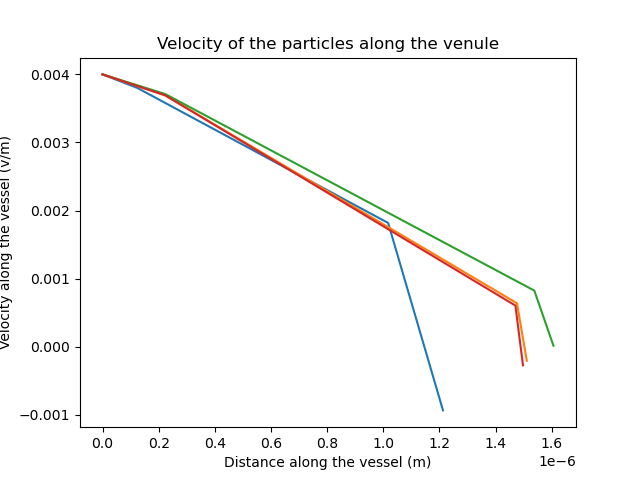 Velocity of the particles along the venule
Velocity along the vessel (v/m)
0.004
0.003
0.002
0.001
0.000
−0.001
0.0 0.2 0.4 0.6 0.8 1.0 1.2 1.4 1.6
1e−6
Distance along the vessel (m)